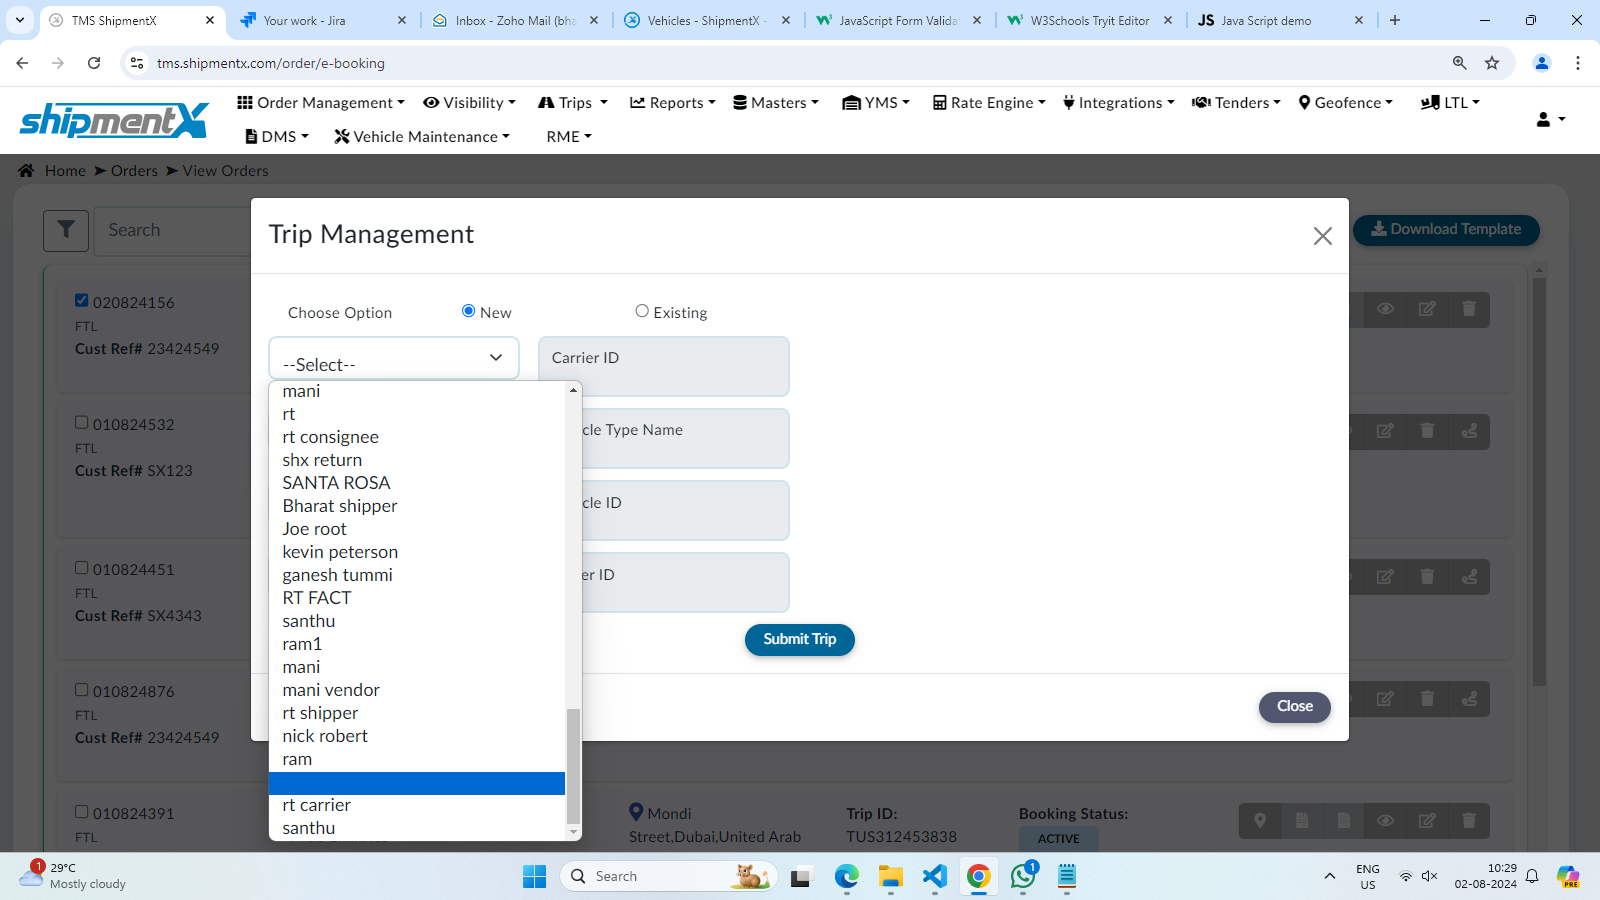 TMS ShipmentX
Your work - Jira
Inbox - Zoho Mail (bha
Vehicles - ShipmentX -
JavaScript Form Valida
W3Schools Tryit Editor
JS Java Script demo
tms.shipmentx.com/order/e-booking
shipmentX
Order Management
Visibility
Trips
Reports
Masters
YMS
Rate Engine
Integrations
Tenders
Geofence
LTL
DMS
Vehicle Maintenance
RME
Home ➤ Orders ➤ View Orders
Search
Download Template
Trip Management
Choose Option
New
Existing
--Select--
Carrier ID
cle Type Name
cle ID
er ID
mani
rt
rt consignee
shx return
SANTA ROSA
Bharat shipper
Joe root
kevin peterson
ganesh tummi
RT FACT
santhu
ram1
mani
mani vendor
rt shipper
nick robert
ram
rt carrier
santhu
Submit Trip
Close
020824156
FTL
Cust Ref# 23424549
010824532
FTL
Cust Ref# SX123
010824451
FTL
Cust Ref# SX4343
010824876
FTL
Cust Ref# 23424549
010824391
FTL
Mondi
Street,Dubai,United Arab
Trip ID:
TUS312453838
Booking Status:
ACTIVE
1
29°C
Mostly cloudy
Search
1
ENG
US
10:29
02-08-2024
PRE